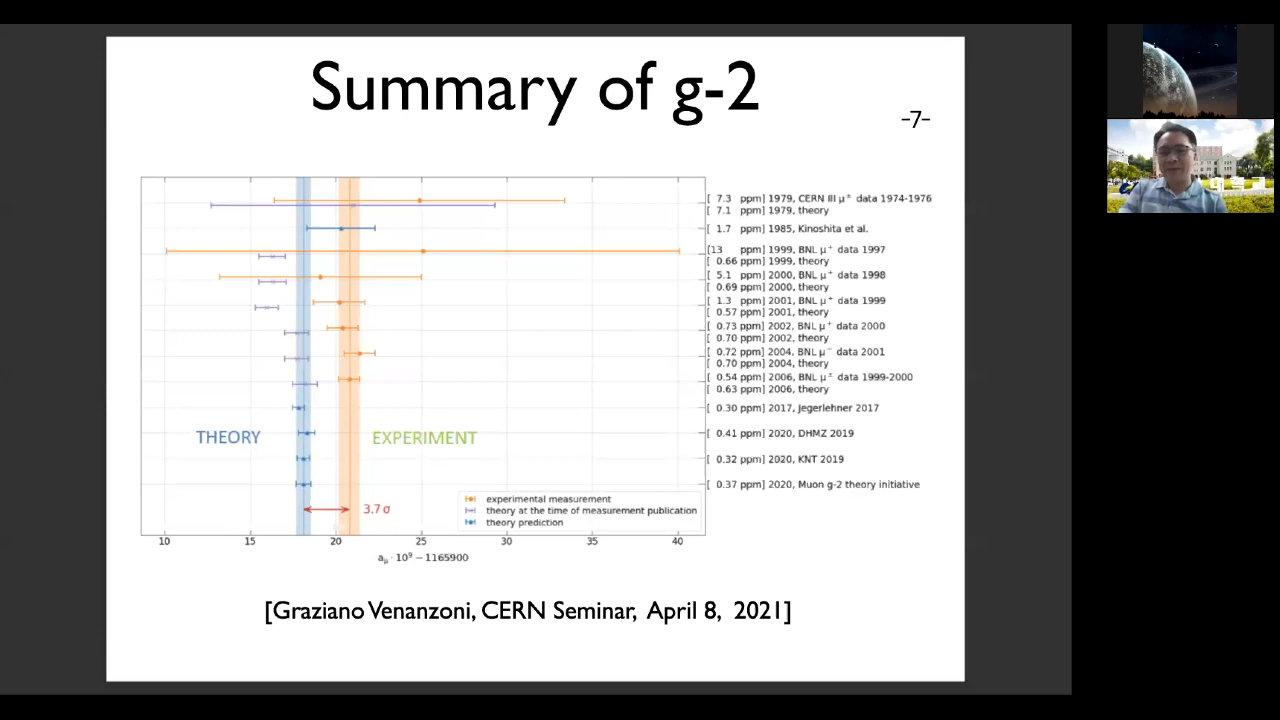 Summary of g-2
-7-
[ 7.3 ppm] 1979, CERN III μ± data 1974-1976
[ 7.1 ppm] 1979, theory
[ 1.7 ppm] 1985, Kinoshita et al.
[13 ppm] 1999, BNL μ+ data 1997
[ 0.66 ppm] 1999, theory
[ 5.1 ppm] 2000, BNL μ+ data 1998
[ 0.69 ppm] 2000, theory
[ 1.3 ppm] 2001, BNL μ+ data 1999
[ 0.57 ppm] 2001, theory
[ 0.73 ppm] 2002, BNL μ+ data 2000
[ 0.70 ppm] 2002, theory
[ 0.72 ppm] 2004, BNL μ- data 2001
[ 0.70 ppm] 2004, theory
[ 0.54 ppm] 2006, BNL μ± data 1999-2000
[ 0.63 ppm] 2006, theory
[ 0.30 ppm] 2017, Jegerlehner 2017
[ 0.41 ppm] 2020, DHMZ 2019
[ 0.32 ppm] 2020, KNT 2019
[ 0.37 ppm] 2020, Muon g-2 theory initiative
THEORY EXPERIMENT
experimental measurement
theory at the time of measurement publication
theory prediction
3.7 σ
10 15 20 25 30 35 40
aμ · 10⁹ − 1165900
[Graziano Venanzoni, CERN Seminar, April 8, 2021]